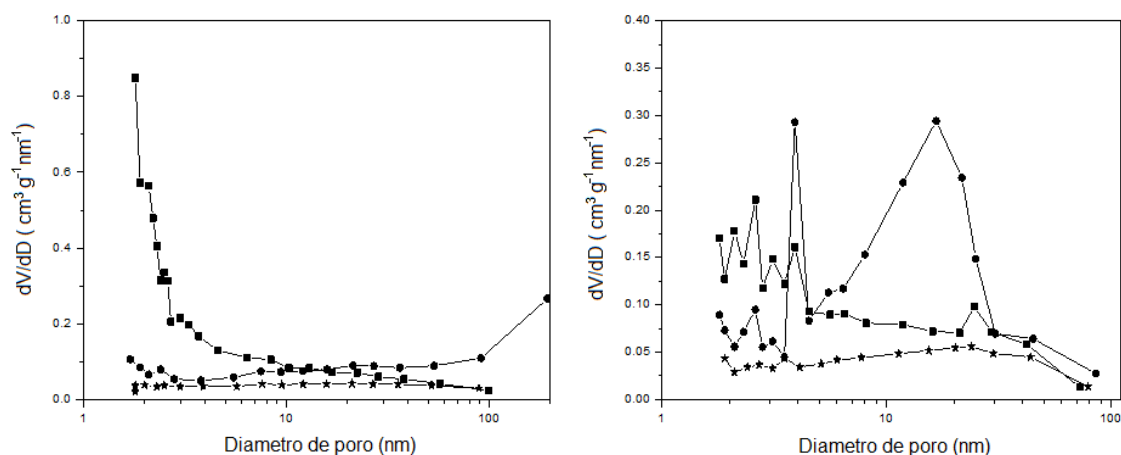 1.0
0.8
0.6
0.4
0.2
0.0
dV/dD ( cm³ g⁻¹nm⁻¹)
1 10 100
Diametro de poro (nm)
0.40
0.35
0.30
0.25
0.20
0.15
0.10
0.05
0.00
dV/dD ( cm³ g⁻¹nm⁻¹)
1 10 100
Diametro de poro (nm)